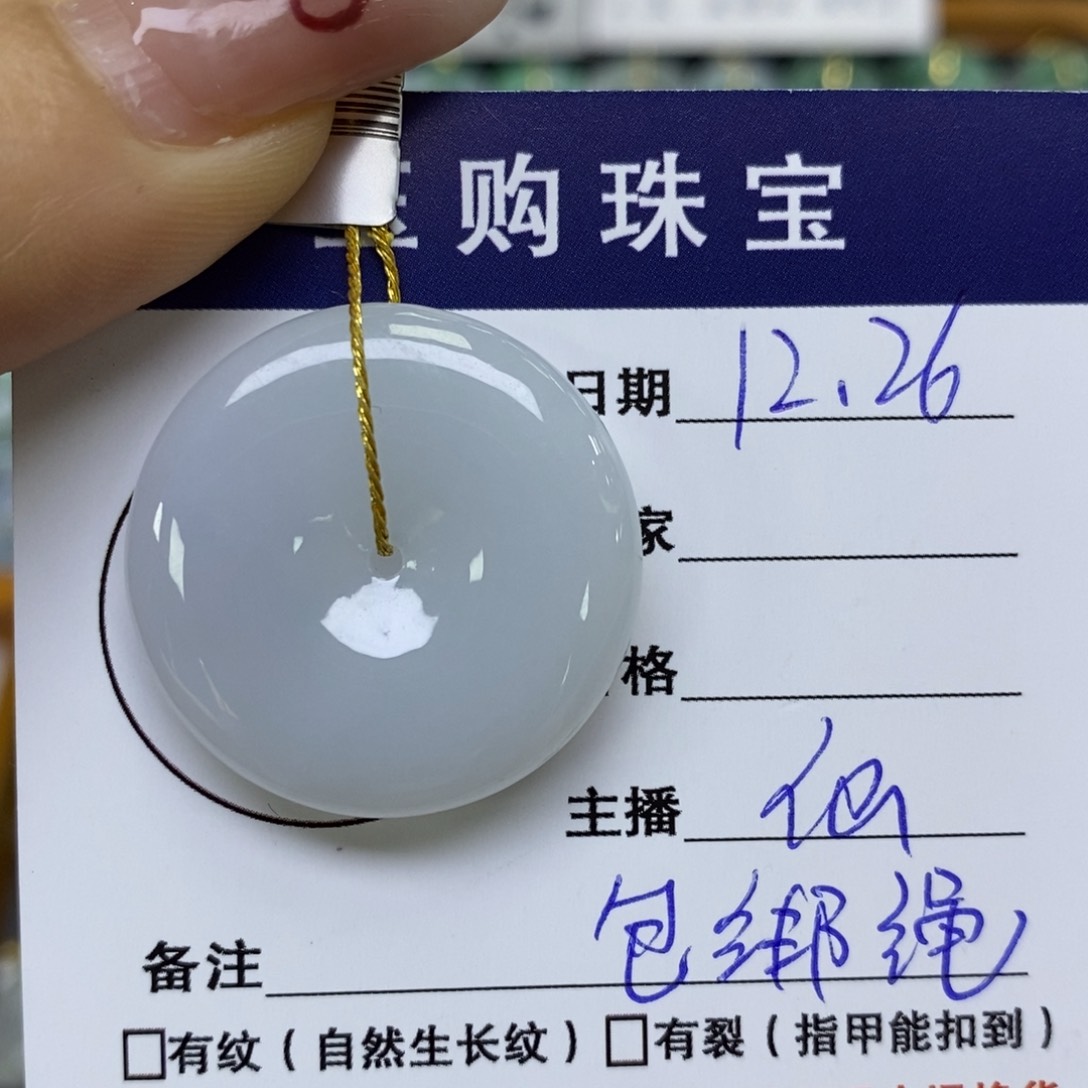 购珠宝
日期 12.26
家
格
主播 仙
包绑绳
备注
□有纹(自然生长纹) □有裂(指甲能扣到)